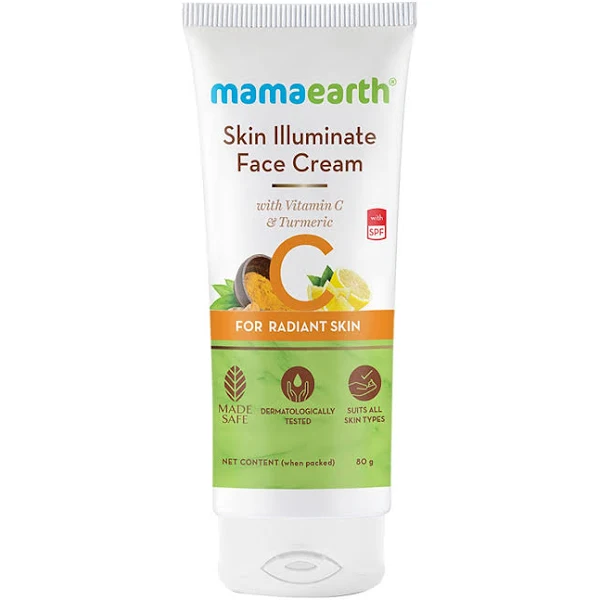 mamaearth®
Skin Illuminate
Face Cream
with Vitamin C
& Turmeric
with
SPF
C
FOR RADIANT SKIN
MADE
SAFE
DERMATOLOGICALLY
TESTED
SUITS ALL
SKIN TYPES
NET CONTENT (when packed) 80 g